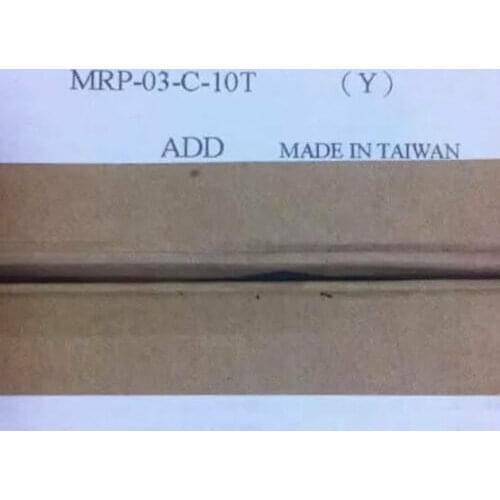 MRP-03-C-10T (Y)
ADD MADE IN TAIWAN